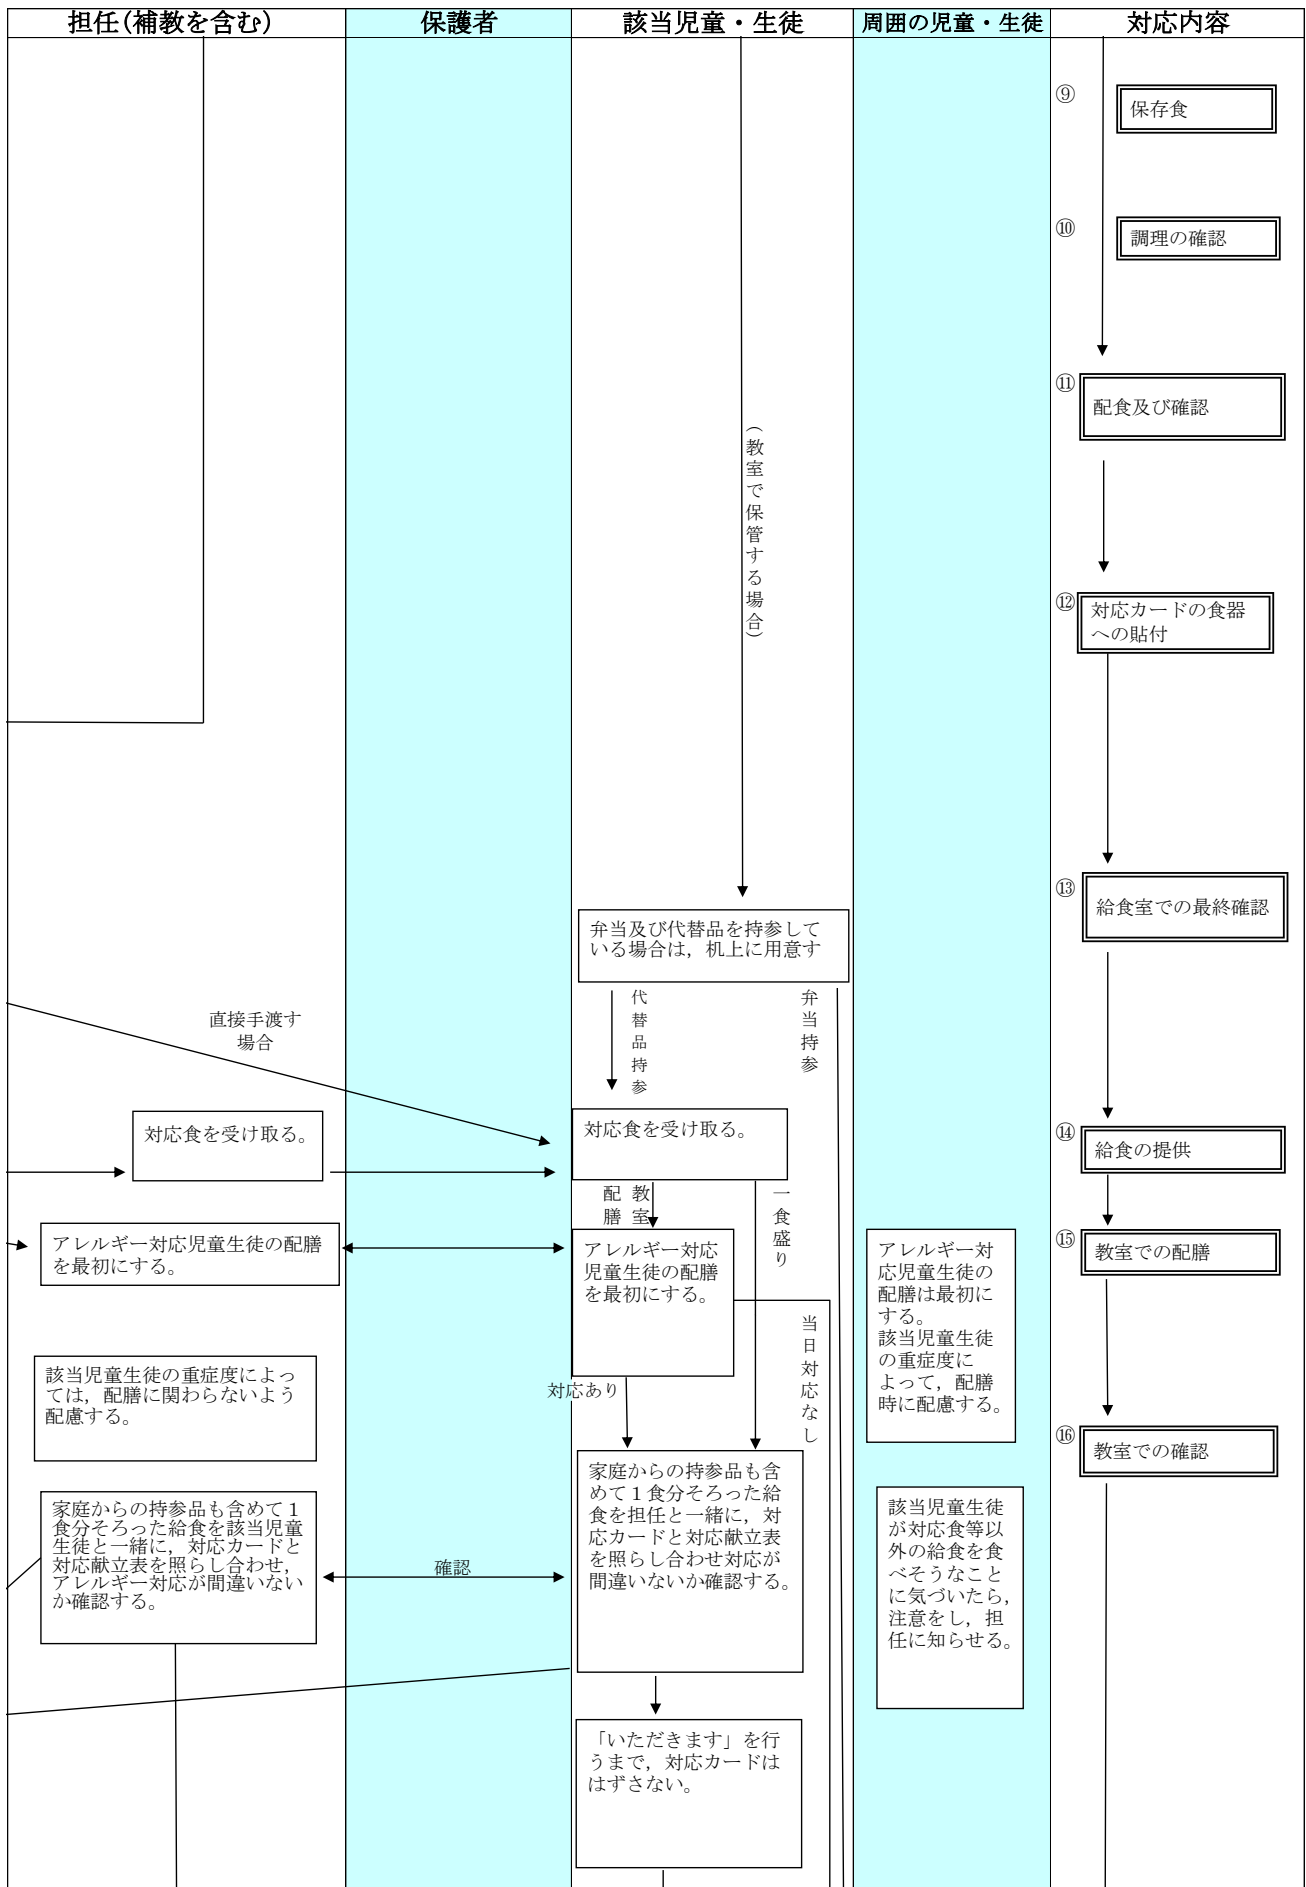 担任(補教を含む)
保護者
該当児童・生徒
周囲の児童・生徒
対応内容
⑨
保存食
⑩
調理の確認
⑪
配食及び確認
(教室で保管する場合)
⑫
対応カードの食器
への貼付
⑬
給食室での最終確認
弁当及び代替品を持参して
いる場合は，机上に用意す
代替品持参
弁当持参
直接手渡す
場合
対応食を受け取る。
対応食を受け取る。
⑭
給食の提供
教室
配膳
一食盛り
アレルギー対応児童生徒の配膳
を最初にする。
アレルギー対応
児童生徒の配膳
を最初にする。
アレルギー対
応児童生徒の
配膳は最初に
する。
該当児童生徒
の重症度に
よって，配膳
時に配慮する。
⑮
教室での配膳
当日対応なし
該当児童生徒の重症度によっ
ては，配膳に関わらないよう
配慮する。
対応あり
⑯
教室での確認
家庭からの持参品も含めて１
食分そろった給食を該当児童
生徒と一緒に，対応カードと
対応献立表を照らし合わせ，
アレルギー対応が間違いない
か確認する。
確認
家庭からの持参品も含
めて１食分そろった給
食を担任と一緒に，対
応カードと対応献立表
を照らし合わせ対応が
間違いないか確認する。
該当児童生徒
が対応食等以
外の給食を食
べそうなこと
に気づいたら，
注意をし，担
任に知らせる。
「いただきます」を行
うまで，対応カードは
はずさない。